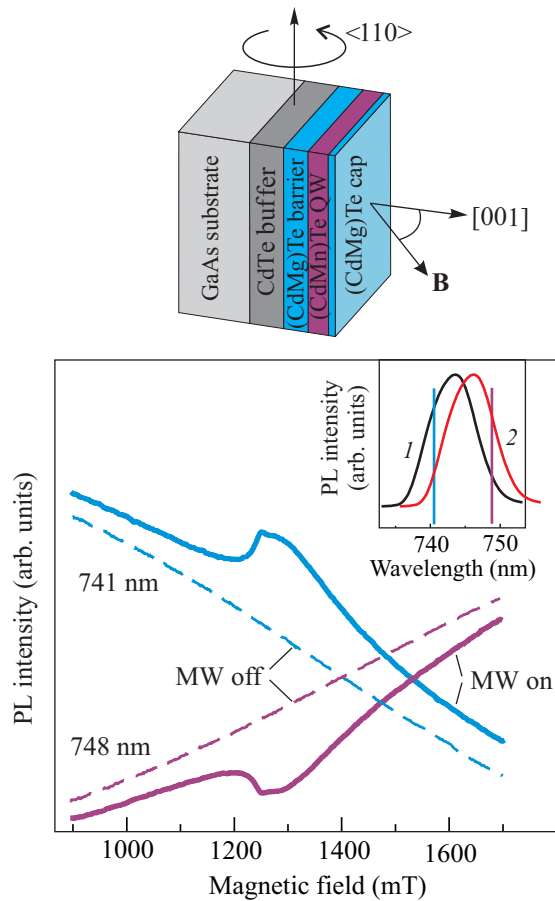 <110>
GaAs substrate
CdTe buffer
(CdMg)Te barrier
(CdMn)Te QW
(CdMg)Te cap
[001]
B
PL intensity (arb. units)
741 nm
748 nm
MW off
MW on
1000
1200
1400
1600
Magnetic field (mT)
PL intensity
(arb. units)
1
2
740
750
Wavelength (nm)